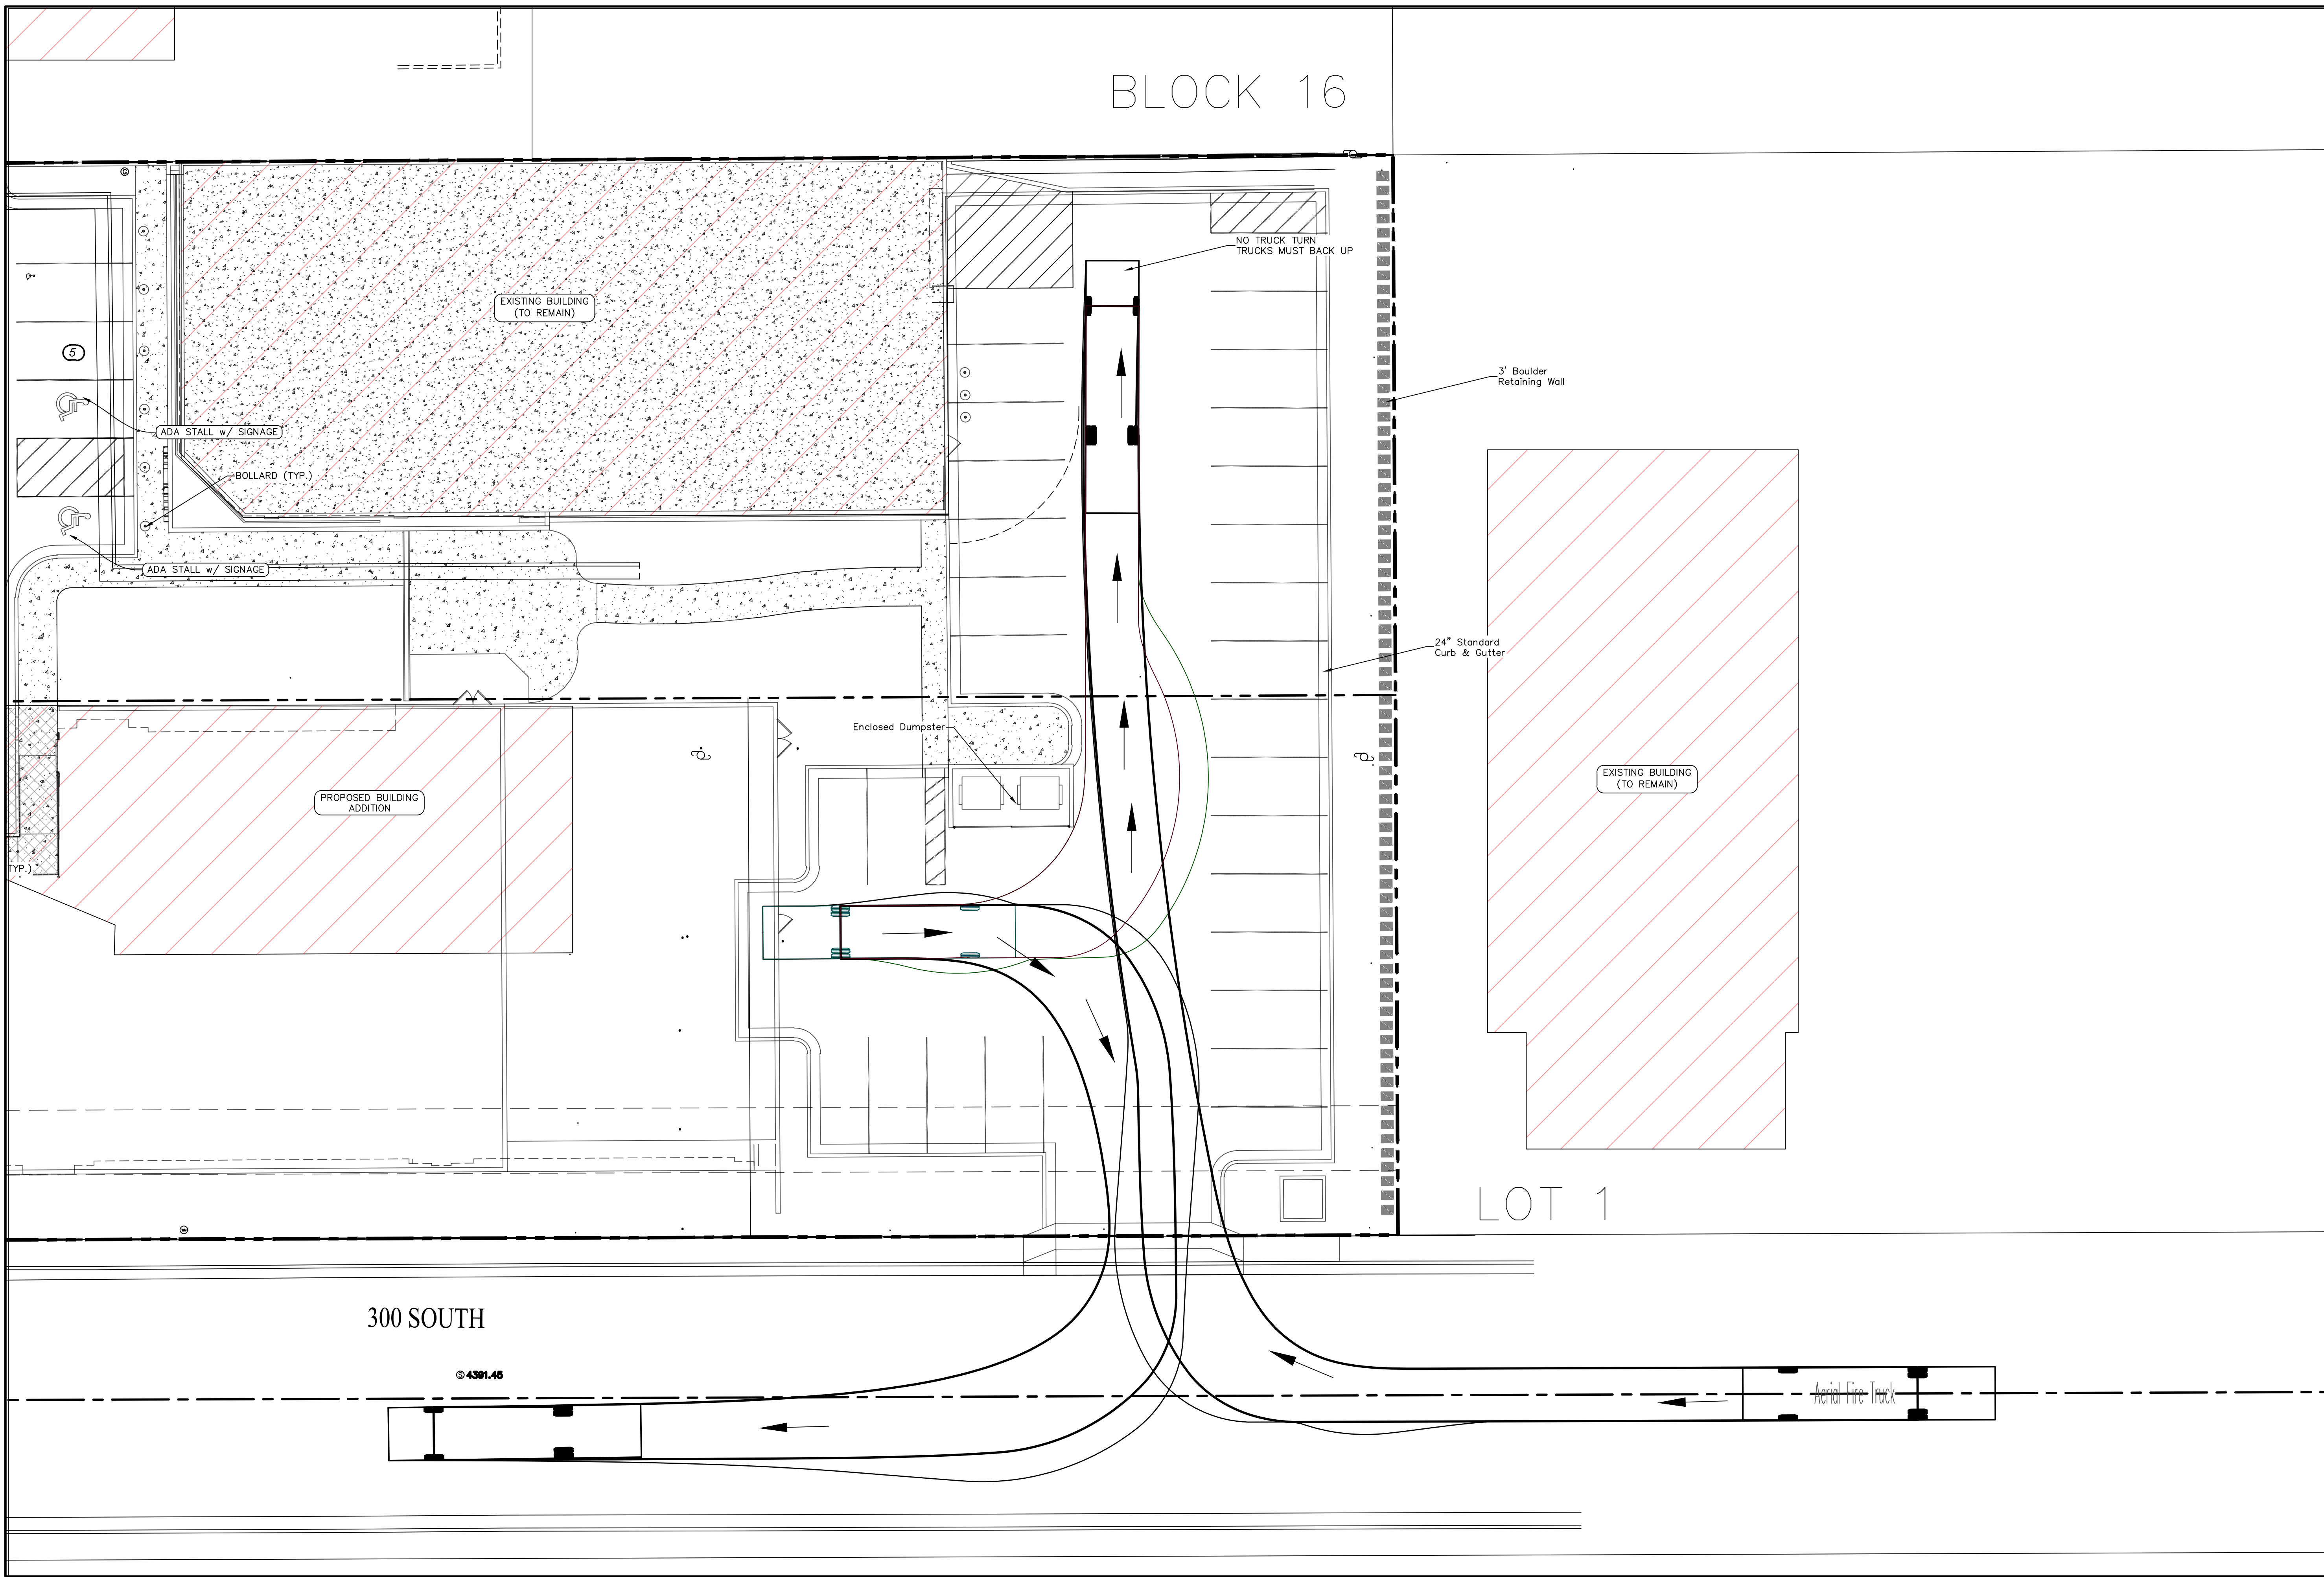 BLOCK 16
NO TRUCK TURN
TRUCKS MUST BACK UP
EXISTING BUILDING
(TO REMAIN)
5
3' Boulder
Retaining Wall
ADA STALL w/ SIGNAGE
BOLLARD (TYP.)
ADA STALL w/ SIGNAGE
24" Standard
Curb & Gutter
Enclosed Dumpster
PROPOSED BUILDING
ADDITION
EXISTING BUILDING
(TO REMAIN)
TYP.)
LOT 1
300 SOUTH
Ⓢ 4391.45
Aerial Fire Truck